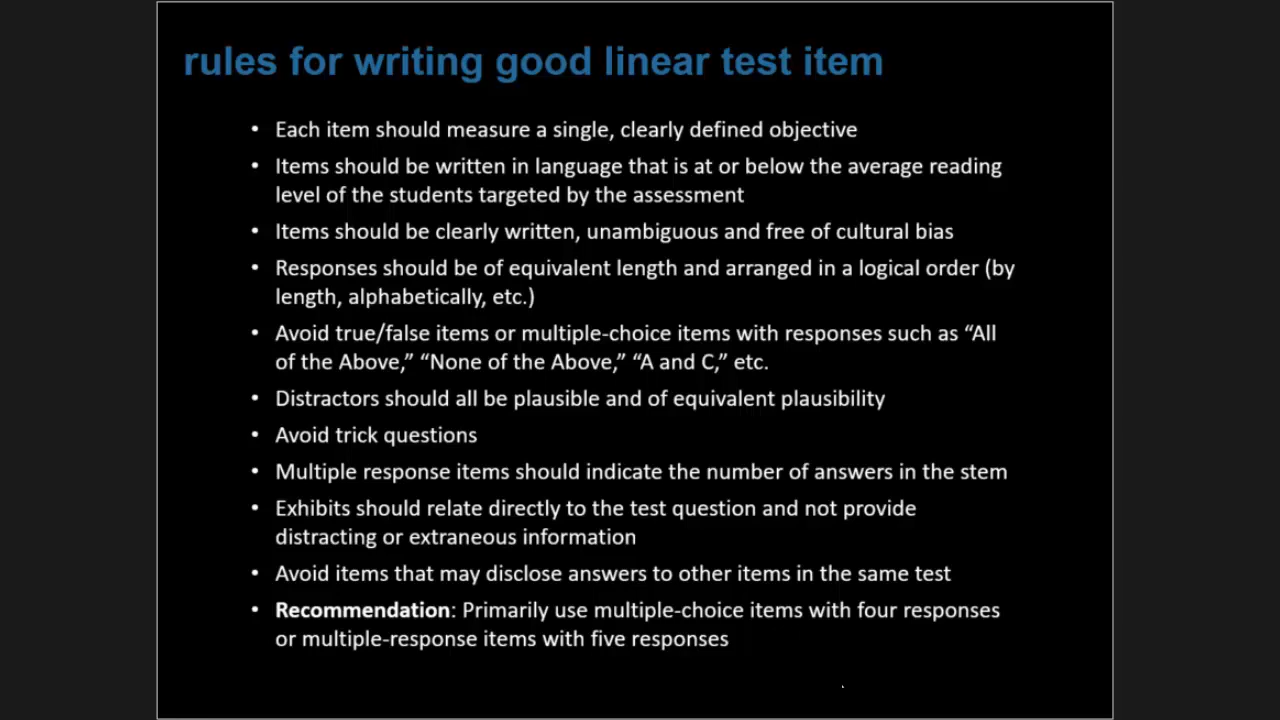 rules for writing good linear test item
• Each item should measure a single, clearly defined objective
• Items should be written in language that is at or below the average reading
level of the students targeted by the assessment
• Items should be clearly written, unambiguous and free of cultural bias
• Responses should be of equivalent length and arranged in a logical order (by
length, alphabetically, etc.)
• Avoid true/false items or multiple-choice items with responses such as “All
of the Above,” “None of the Above,” “A and C,” etc.
• Distractors should all be plausible and of equivalent plausibility
• Avoid trick questions
• Multiple response items should indicate the number of answers in the stem
• Exhibits should relate directly to the test question and not provide
distracting or extraneous information
• Avoid items that may disclose answers to other items in the same test
• Recommendation: Primarily use multiple-choice items with four responses
or multiple-response items with five responses